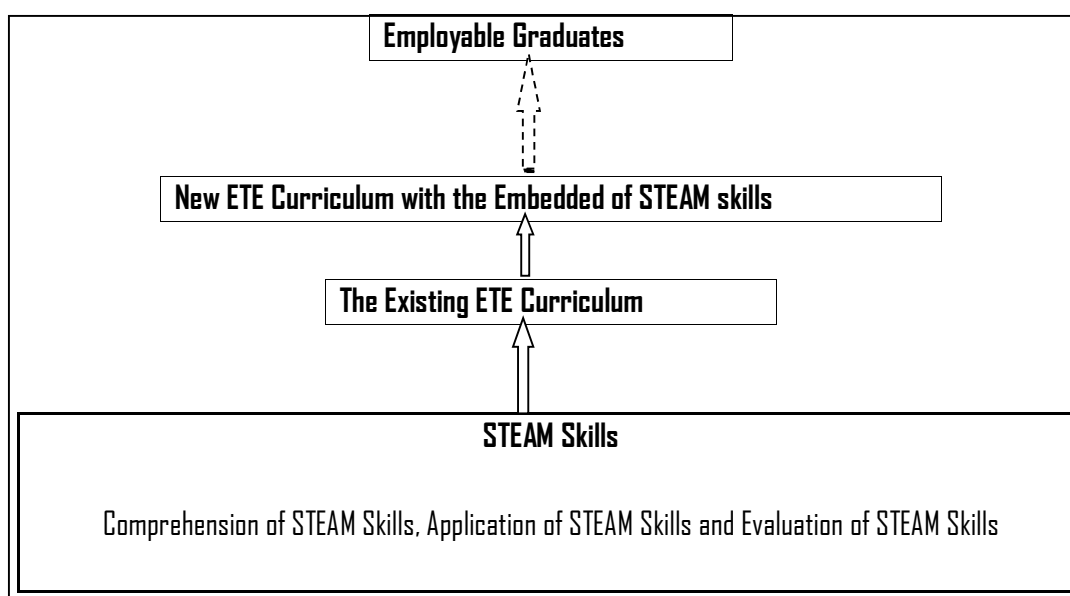 Employable Graduates
New ETE Curriculum with the Embedded of STEAM skills
The Existing ETE Curriculum
STEAM Skills
Comprehension of STEAM Skills, Application of STEAM Skills and Evaluation of STEAM Skills